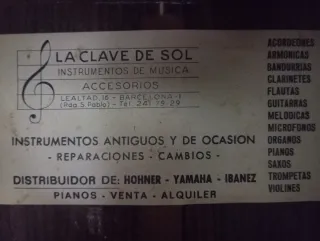 LA CLAVE DE SOL
INSTRUMENTOS DE MUSICA
ACCESORIOS
LEALTAD, 16 - BARCELONA-1
(Rda. S. Pablo) - Tel. 241 78 29
INSTRUMENTOS ANTIGUOS Y DE OCASION
- REPARACIONES - CAMBIOS -
DISTRIBUIDOR DE: HOHNER - YAMAHA - IBANEZ
PIANOS - VENTA - ALQUILER
ACORDEONES
ARMONICAS
BANDURRIAS
CLARINETES
FLAUTAS
GUITARRAS
MELODICAS
MICROFONOS
ORGANOS
PIANOS
SAXOS
TROMPETAS
VIOLINES